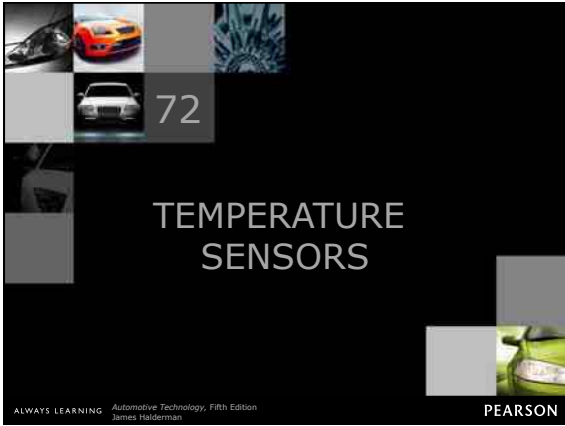 72
TEMPERATURE
SENSORS
ALWAYS LEARNING
Automotive Technology, Fifth Edition
James Halderman
PEARSON